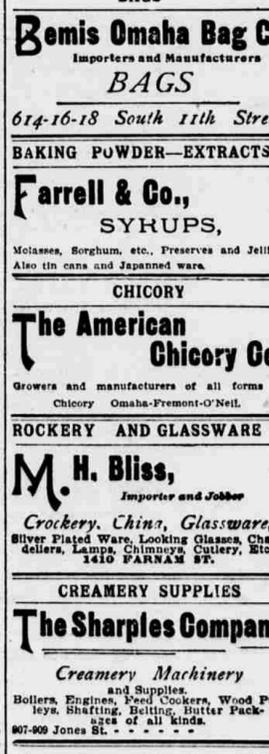 Bemis Omaha Bag C
Importers and Manufacturers
BAGS
614-16-18 South 11th Stre
BAKING POWDER—EXTRACTS
Farrell & Co.,
SYRUPS,
Molasses, Sorghum, etc., Preserves and Jelli
Also tin cans and Japanned ware.
CHICORY
The American
Chicory Co
Growers and manufacturers of all forms
Chicory Omaha-Fremont-O'Neil.
ROCKERY AND GLASSWARE
M. H. Bliss,
Importer and Jobber
Crockery, China, Glassware,
Silver Plated Ware, Looking Glasses, Cha
deliers, Lamps, Chimneys, Cutlery, Etc
1410 FARNAM ST.
CREAMERY SUPPLIES
The Sharples Compan
Creamery Machinery
and Supplies.
Boilers, Engines, Feed Cookers, Wood P
leys, Shafting, Belting, Butter Pack-
ages of all kinds.
907-909 Jones St. - - - - - -